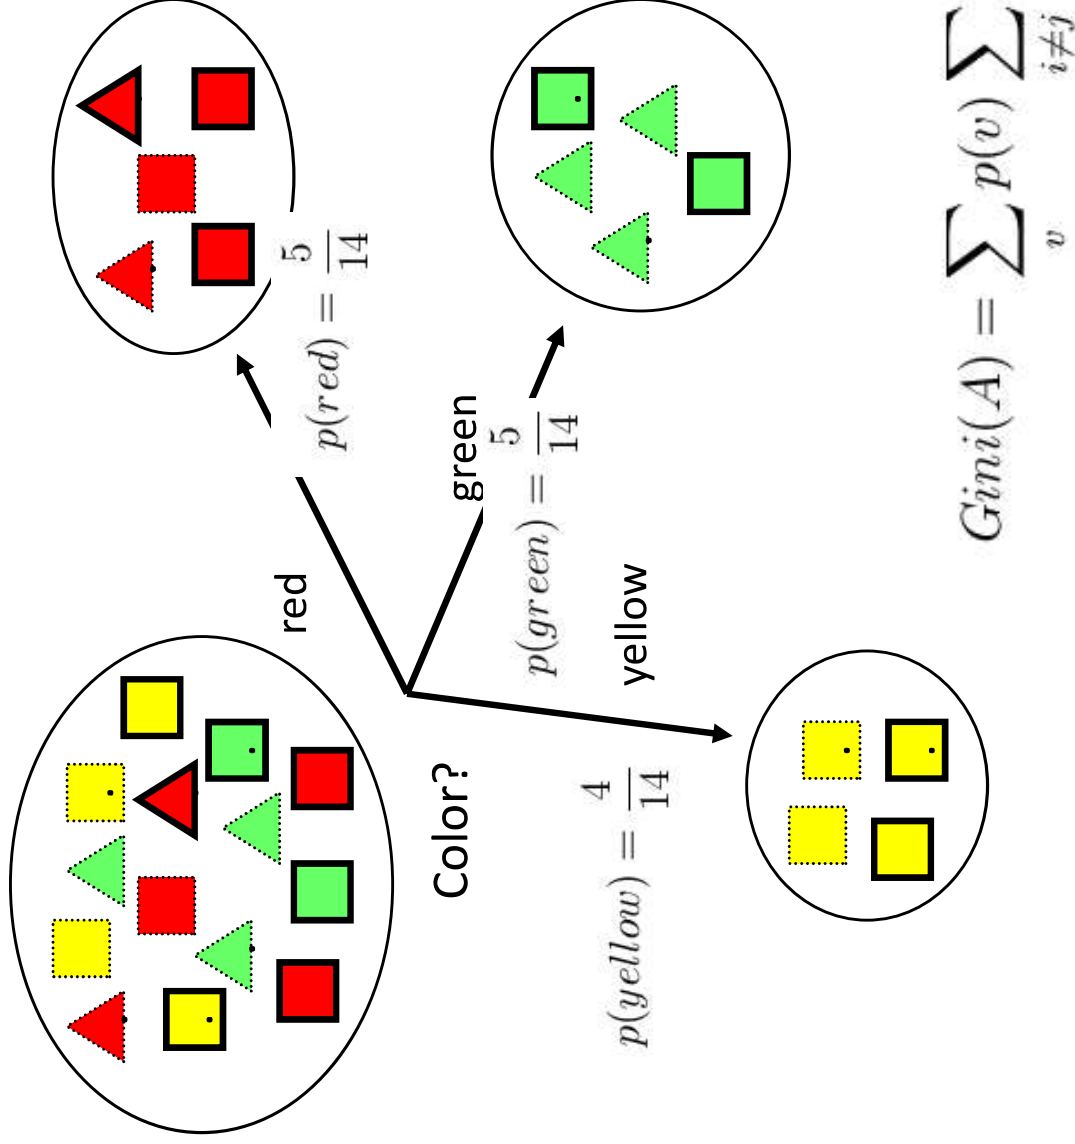 Color?
red
p(red) = 5/14
green
p(green) = 5/14
yellow
p(yellow) = 4/14
Gini(A) = ∑_v p(v) ∑_{i≠j}